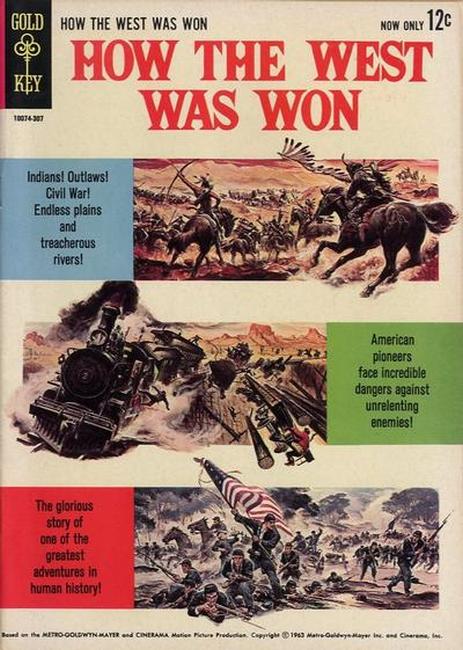 GOLD
KEY
10074-307
HOW THE WEST WAS WON
NOW ONLY 12¢
HOW THE WEST
WAS WON
Indians! Outlaws!
Civil War!
Endless plains
and
treacherous
rivers!
American
pioneers
face incredible
dangers against
unrelenting
enemies!
The glorious
story of
one of the
greatest
adventures in
human history!
Based on the METRO-GOLDWYN-MAYER and CINERAMA Motion Picture Production. Copyright © 1963 Metro-Goldwyn-Mayer Inc. and Cinerama, Inc.